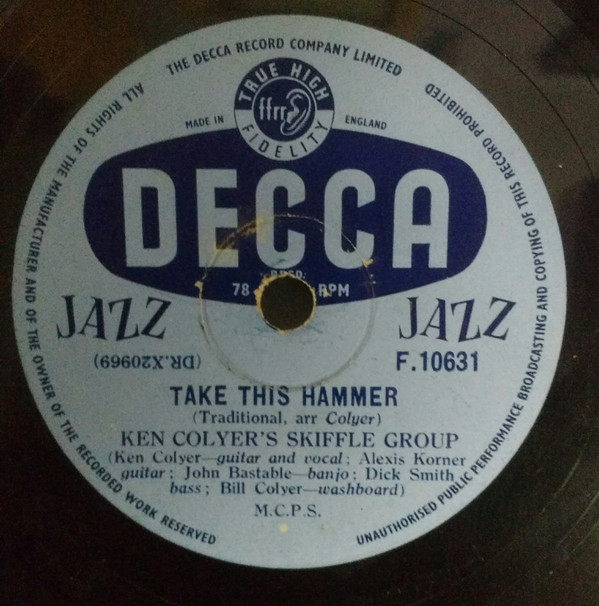 THE DECCA RECORD COMPANY LIMITED
ALL RIGHTS OF THE MANUFACTURER AND OF THE OWNER OF THE RECORDED WORK RESERVED
UNAUTHORISED PUBLIC PERFORMANCE BROADCASTING AND COPYING OF THIS RECORD PROHIBITED
TRUE HIGH
ffrr
FIDELITY
MADE IN ENGLAND
DECCA
78 RPM
JAZZ JAZZ
(DR.X20969) F.10631
TAKE THIS HAMMER
(Traditional, arr Colyer)
KEN COLYER'S SKIFFLE GROUP
(Ken Colyer—guitar and vocal; Alexis Korner
guitar; John Bastable—banjo; Dick Smith
bass; Bill Colyer—washboard)
M.C.P.S.